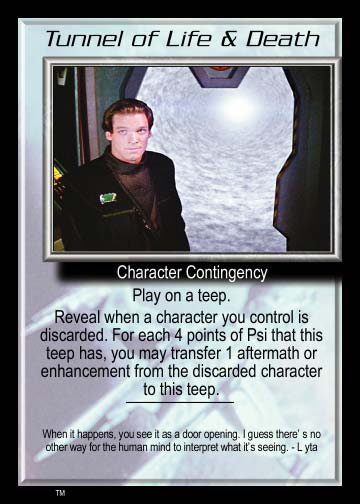 Tunnel of Life & Death
Character Contingency
Play on a teep.
Reveal when a character you control is
discarded. For each 4 points of Psi that this
teep has, you may transfer 1 aftermath or
enhancement from the discarded character
to this teep.
When it happens, you see it as a door opening. I guess there' s no
other way for the human mind to interpret what it's seeing. - L yta
TM